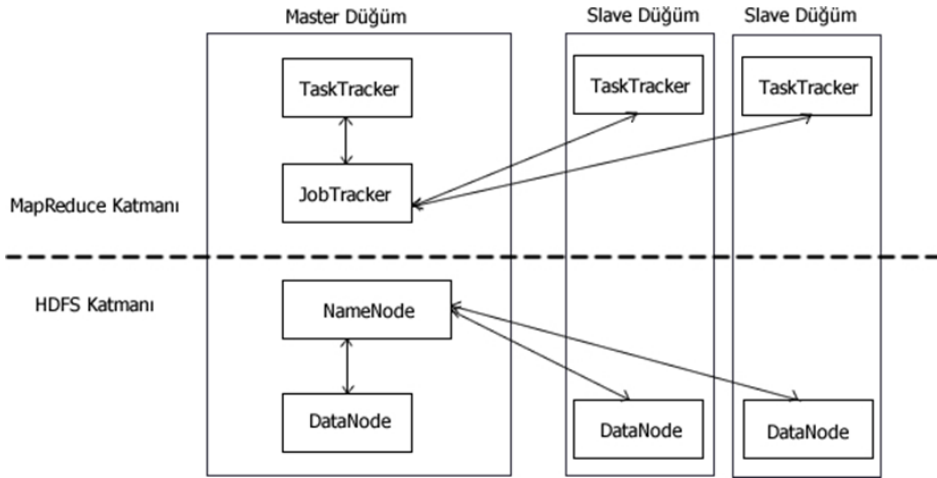 Master Düğüm
Slave Düğüm
Slave Düğüm
TaskTracker
TaskTracker
TaskTracker
JobTracker
MapReduce Katmanı
HDFS Katmanı
NameNode
DataNode
DataNode
DataNode